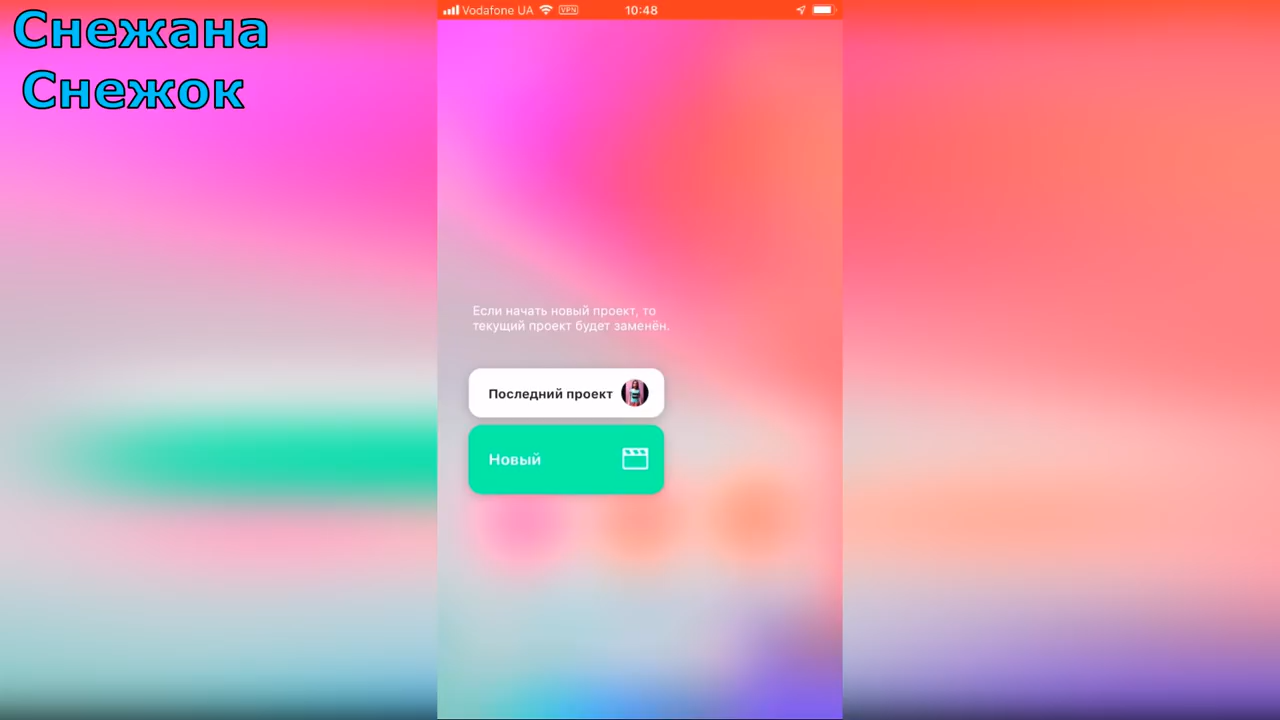 Снежана
Снежок
Vodafone UA VPN 10:48
Если начать новый проект, то
текущий проект будет заменён.
Последний проект
Новый